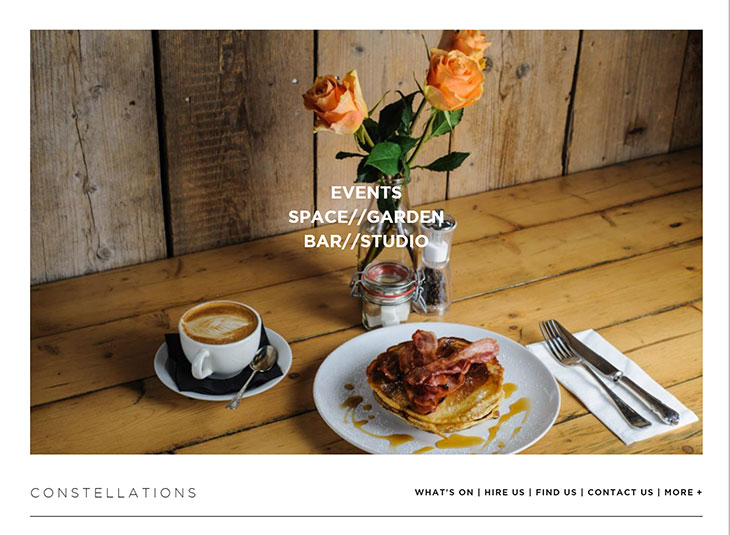 EVENTS
SPACE//GARDEN
BAR//STUDIO
CONSTELLATIONS
WHAT'S ON | HIRE US | FIND US | CONTACT US | MORE +